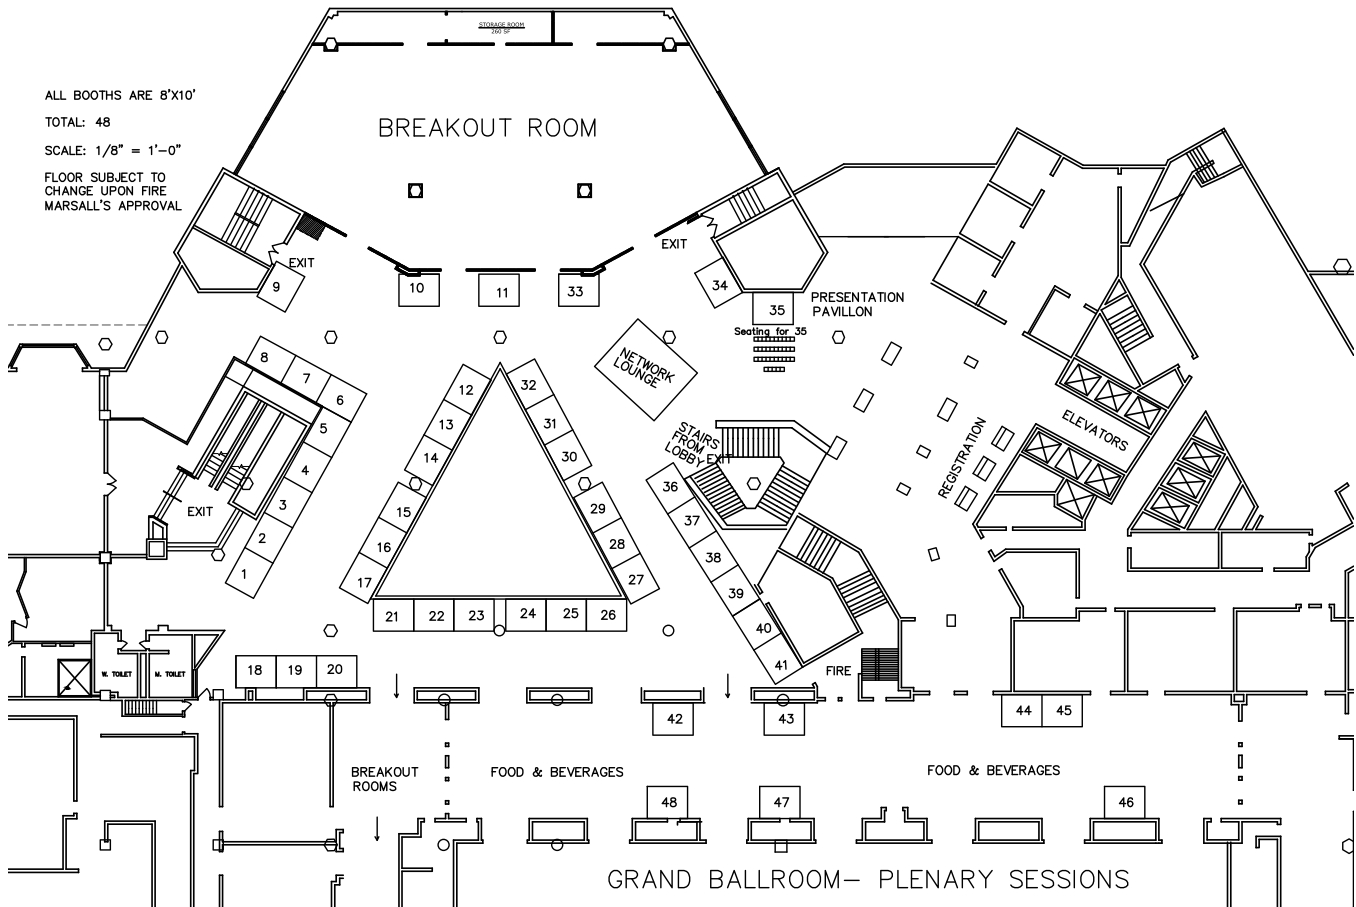 STORAGE ROOM
260 SF
ALL BOOTHS ARE 8'X10'
TOTAL: 48
SCALE: 1/8" = 1'-0"
FLOOR SUBJECT TO
CHANGE UPON FIRE
MARSALL'S APPROVAL
BREAKOUT ROOM
EXIT
EXIT
9
10
11
33
34
35
PRESENTATION
PAVILLON
Seating for 35
NETWORK
LOUNGE
8
7
6
5
4
3
2
1
EXIT
12
13
14
15
16
17
32
31
30
29
28
27
21
22
23
24
25
26
STAIRS
FROM
LOBBY
EXIT
36
37
38
39
40
41
REGISTRATION
ELEVATORS
FIRE
W. TOILET
M. TOILET
18
19
20
42
43
44
45
BREAKOUT
ROOMS
FOOD & BEVERAGES
FOOD & BEVERAGES
48
47
46
GRAND BALLROOM– PLENARY SESSIONS